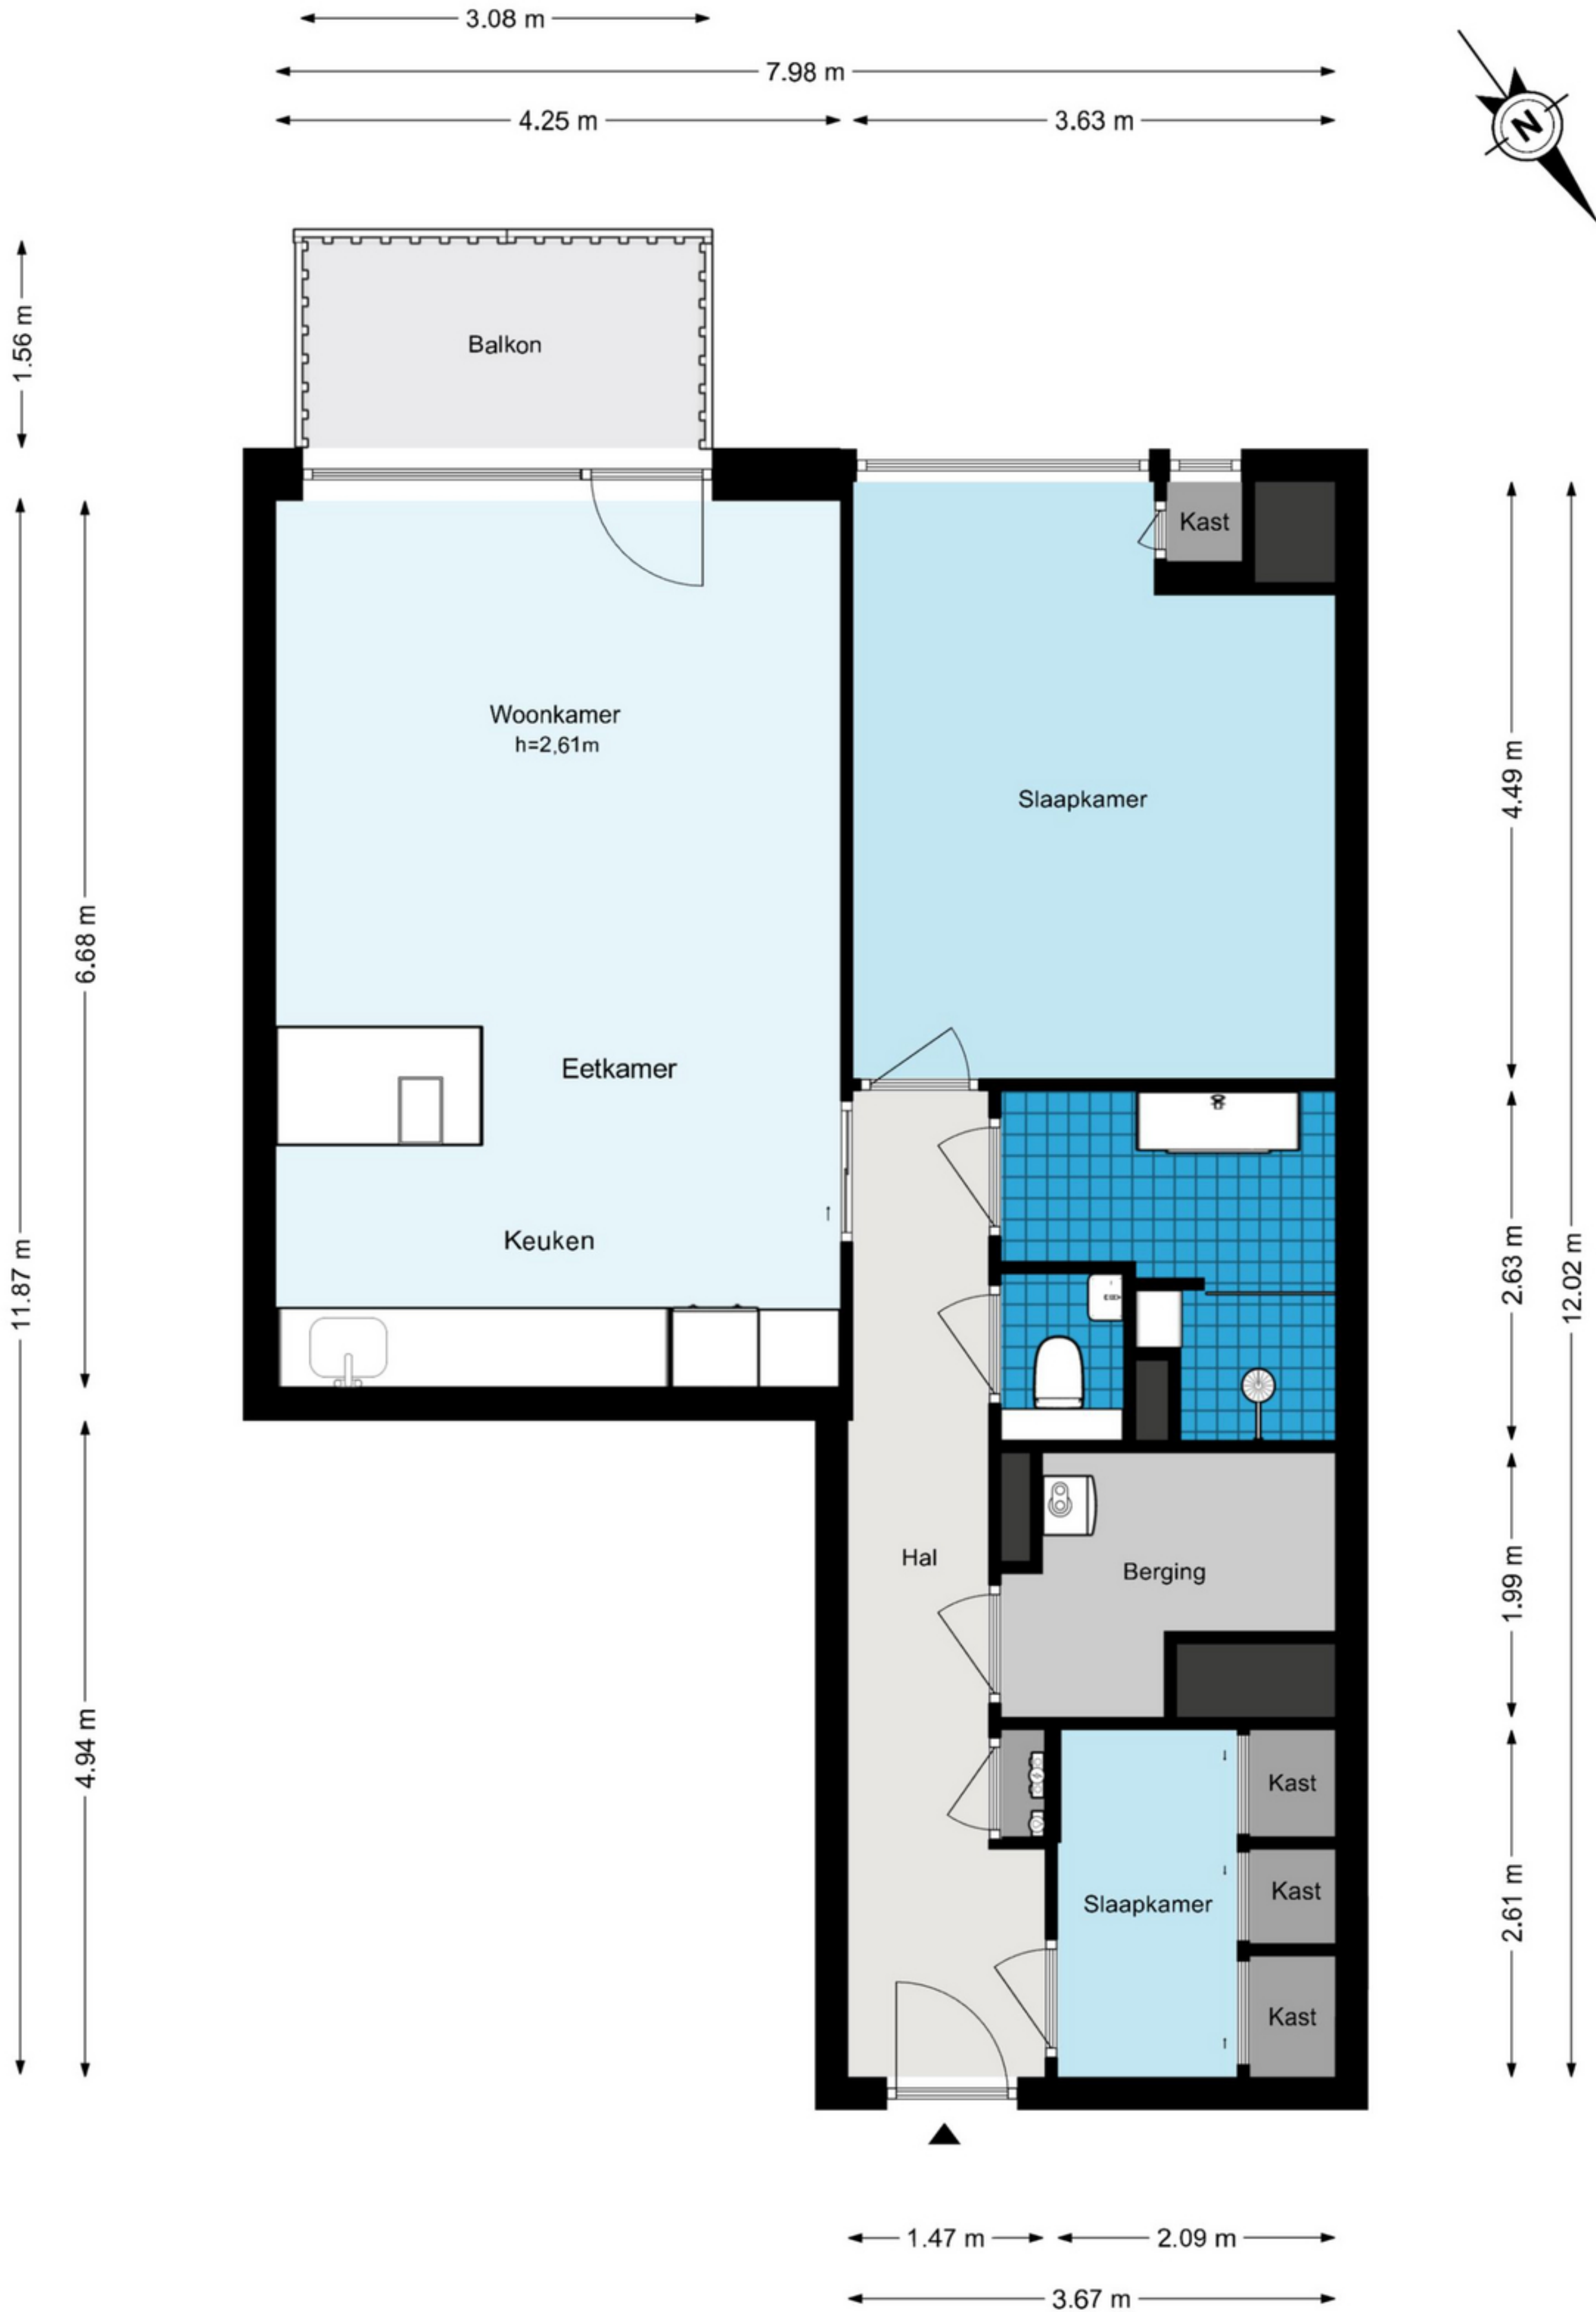 3.08 m
7.98 m
4.25 m
3.63 m
N
1.56 m
Balkon
Kast
Woonkamer
h=2,61m
Slaapkamer
4.49 m
6.68 m
Eetkamer
Keuken
11.87 m
2.63 m
12.02 m
Hal
Berging
1.99 m
4.94 m
Kast
Kast
Slaapkamer
2.61 m
Kast
1.47 m
2.09 m
3.67 m